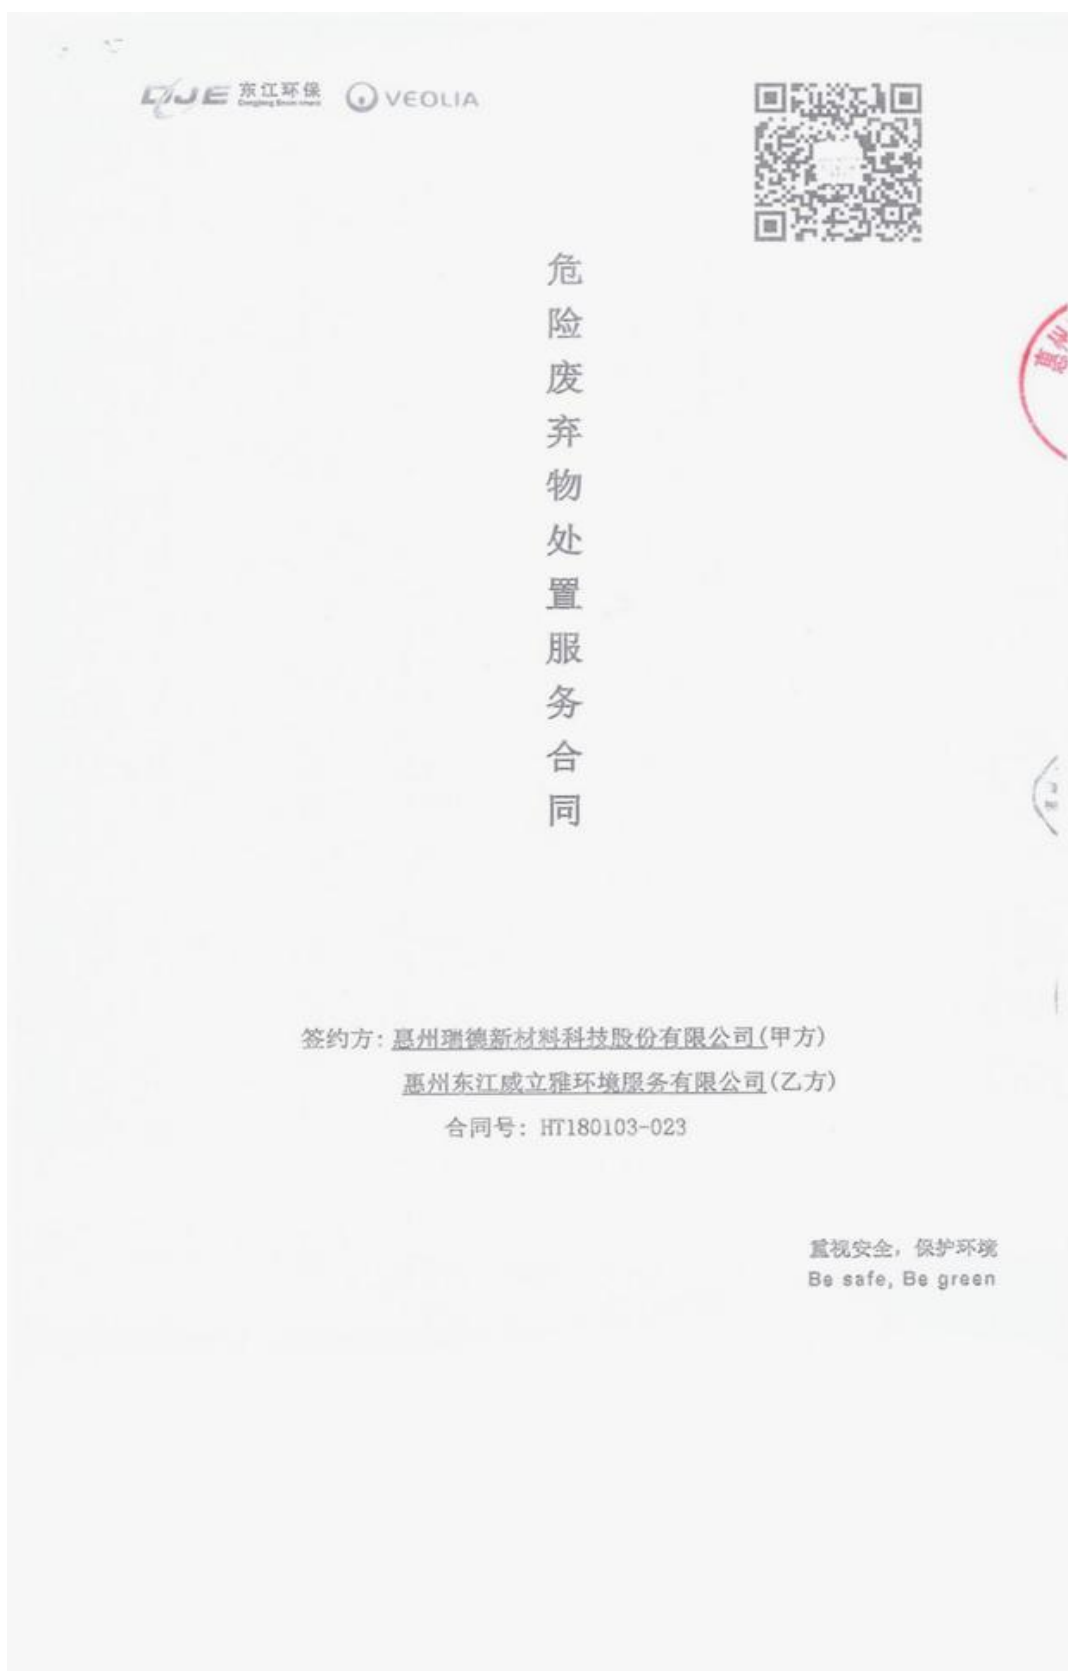 DJE 东江环保 VEOLIA
危险废弃物处置服务合同
签约方：惠州瑞德新材料科技股份有限公司(甲方)
惠州东江威立雅环境服务有限公司(乙方)
合同号：HT180103-023
重视安全，保护环境
Be safe, Be green
惠州